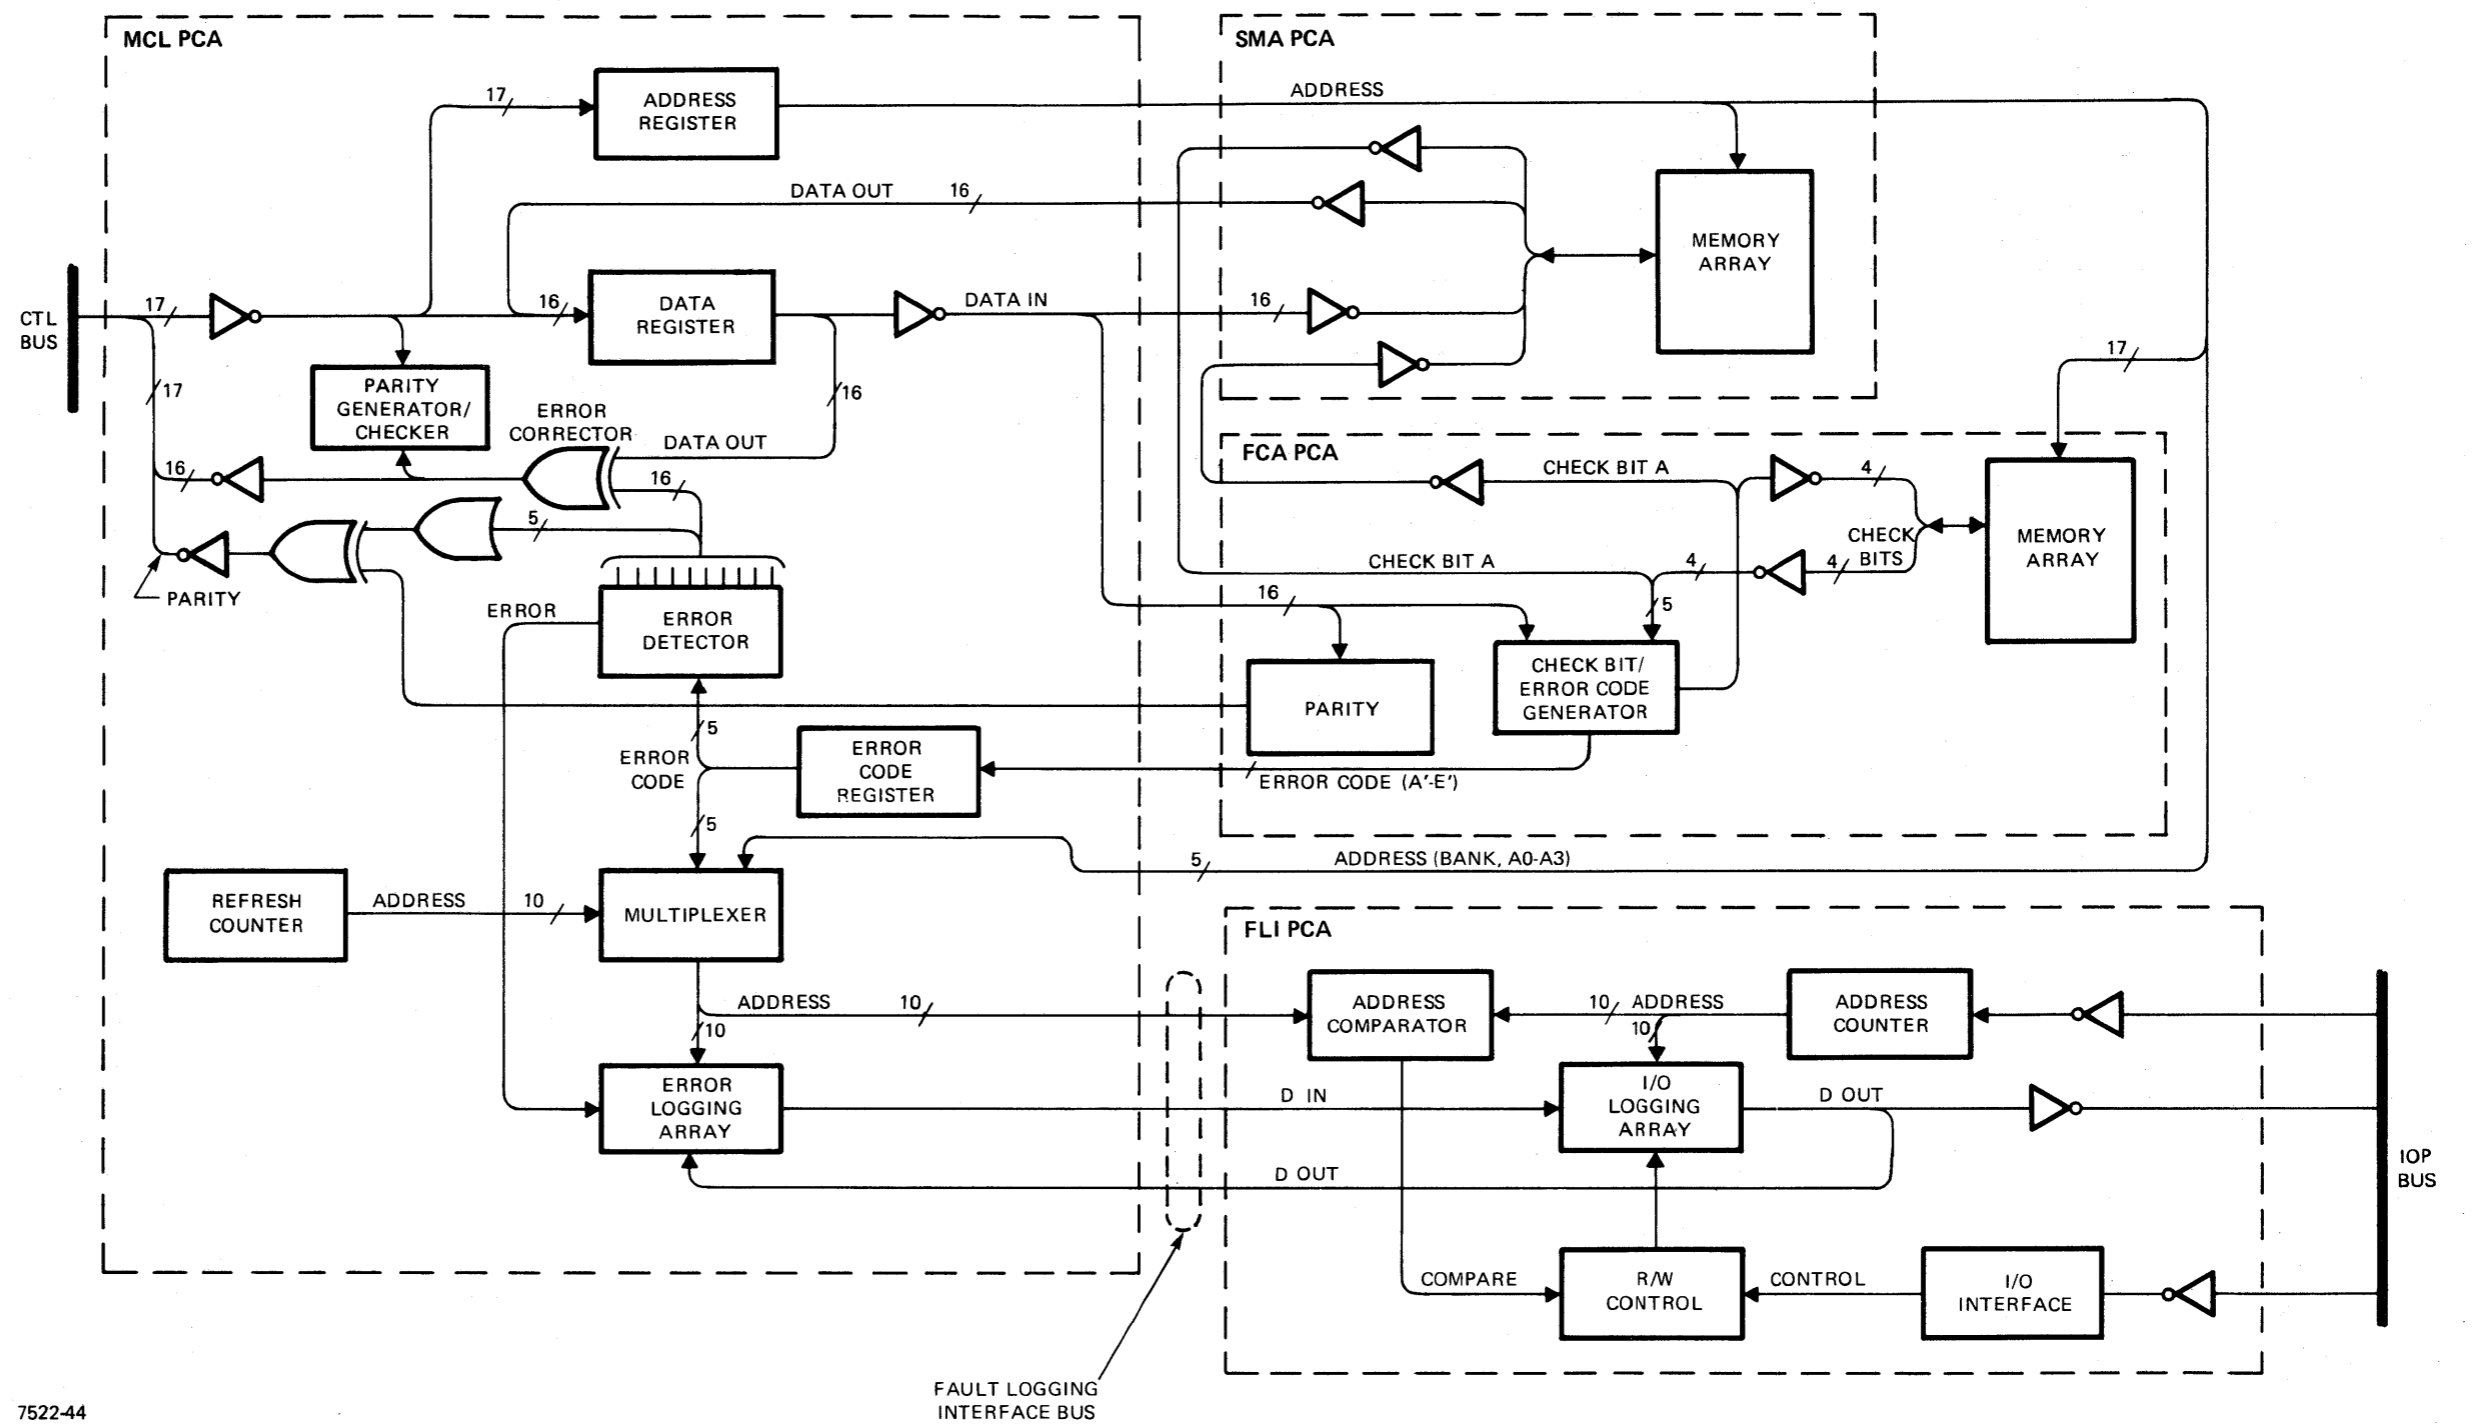 MCL PCA
SMA PCA
17
ADDRESS
REGISTER
ADDRESS
DATA OUT
16
MEMORY
ARRAY
CTL
BUS
17
16
DATA
REGISTER
DATA IN
16
17
17
PARITY
GENERATOR/
CHECKER
16
ERROR
CORRECTOR
DATA OUT
16
16
FCA PCA
CHECK BIT A
4
MEMORY
ARRAY
5
CHECK
BITS
CHECK BIT A
4
4
PARITY
ERROR
ERROR
DETECTOR
16
5
PARITY
CHECK BIT/
ERROR CODE
GENERATOR
5
ERROR
CODE
ERROR
CODE
REGISTER
ERROR CODE (A'-E')
5
5
ADDRESS (BANK, A0-A3)
REFRESH
COUNTER
ADDRESS
10
MULTIPLEXER
FLI PCA
ADDRESS
10
10
ADDRESS
COMPARATOR
10
ADDRESS
10
ADDRESS
COUNTER
ERROR
LOGGING
ARRAY
D IN
I/O
LOGGING
ARRAY
D OUT
D OUT
IOP
BUS
COMPARE
R/W
CONTROL
CONTROL
I/O
INTERFACE
FAULT LOGGING
INTERFACE BUS
7522-44